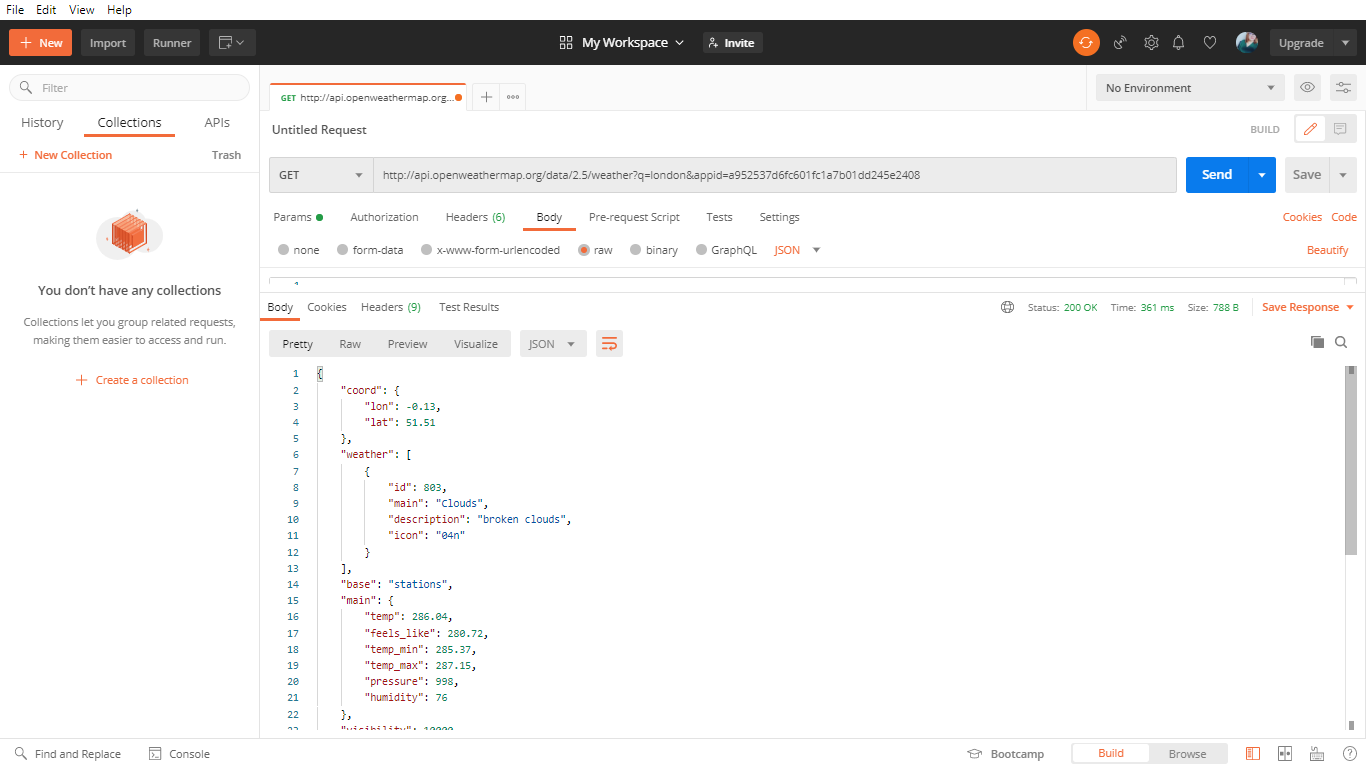 File Edit View Help
New Import Runner My Workspace Invite Upgrade
Filter
History Collections APIs
New Collection Trash
You don't have any collections
Collections let you group related requests,
making them easier to access and run.
Create a collection
GET http://api.openweathermap.org... No Environment
Untitled Request BUILD
GET http://api.openweathermap.org/data/2.5/weather?q=london&appid=a952537d6fc601fc1a7b01dd245e2408 Send Save
Params Authorization Headers (6) Body Pre-request Script Tests Settings Cookies Code
none form-data x-www-form-urlencoded raw binary GraphQL JSON Beautify
1
Body Cookies Headers (9) Test Results Status: 200 OK Time: 361 ms Size: 788 B Save Response
Pretty Raw Preview Visualize JSON
1 {
2 "coord": {
3 "lon": -0.13,
4 "lat": 51.51
5 },
6 "weather": [
7 {
8 "id": 803,
9 "main": "Clouds",
10 "description": "broken clouds",
11 "icon": "04n"
12 }
13 ],
14 "base": "stations",
15 "main": {
16 "temp": 286.04,
17 "feels_like": 280.72,
18 "temp_min": 285.37,
19 "temp_max": 287.15,
20 "pressure": 998,
21 "humidity": 76
22 },
23 "visibility": 10000
Find and Replace Console Bootcamp Build Browse